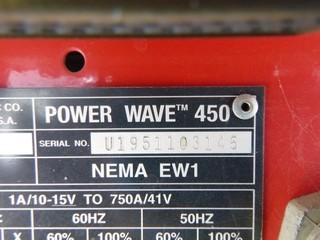 C CO.
S.A.
POWER WAVE™ 450
SERIAL NO. U1951103146
NEMA EW1
1A/10-15V TO 750A/41V
60HZ 50HZ
X 60% 100% 60% 100%